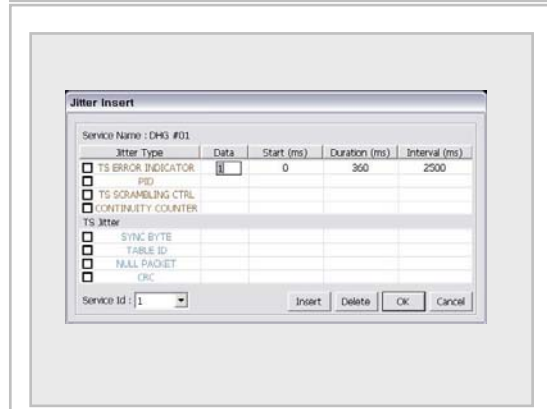 Jitter Insert
Service Name : DHG #01
Jitter Type Data Start (ms) Duration (ms) Interval (ms)
TS ERROR INDICATOR 1 0 360 2500
PID
TS SCRAMBLING CTRL
CONTINUITY COUNTER
TS Jitter
SYNC BYTE
TABLE ID
NULL PACKET
CRC
Service Id : 1 Insert Delete OK Cancel